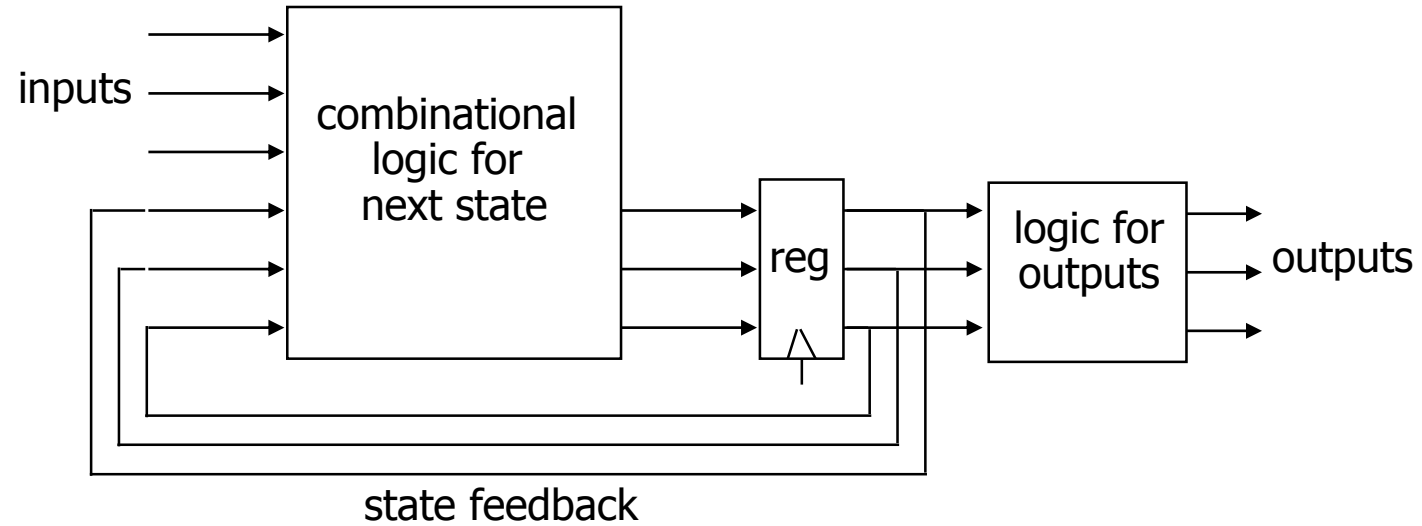 inputs
combinational
logic for
next state
reg
logic for
outputs
outputs
state feedback